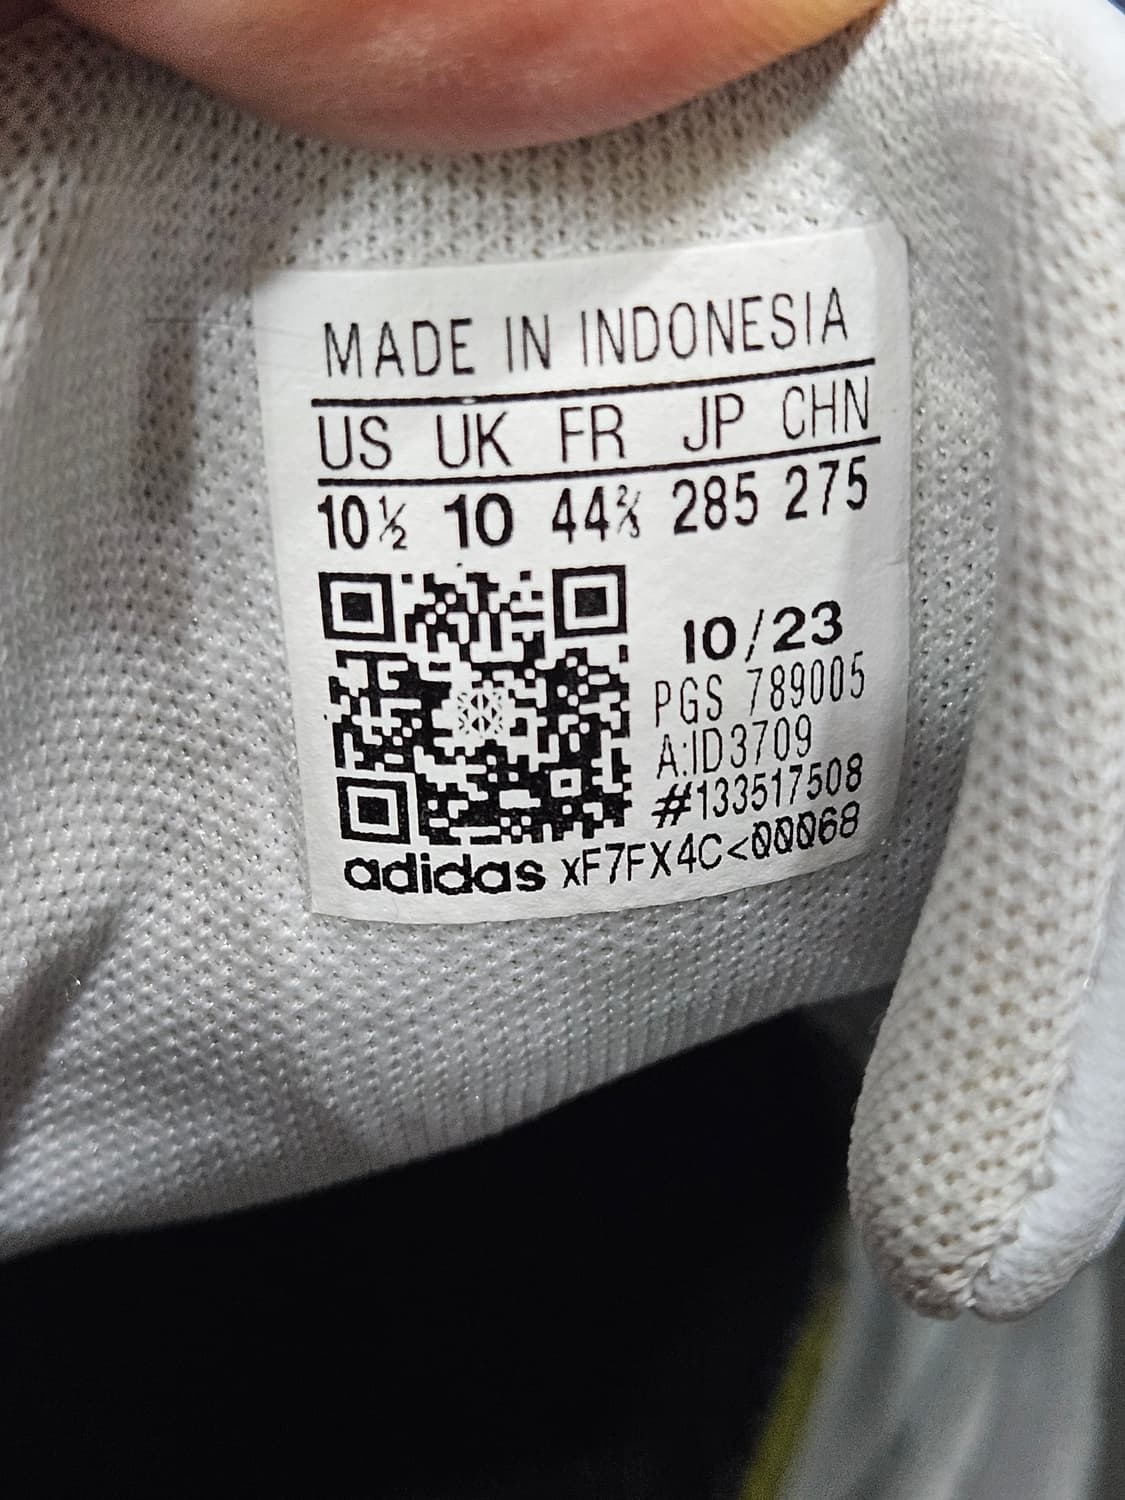 MADE IN INDONESIA
US UK FR JP CHN
10½ 10 44⅔ 285 275
10/23
PGS 789005
A:ID3709
#133517508
adidas xF7FX4C<00068